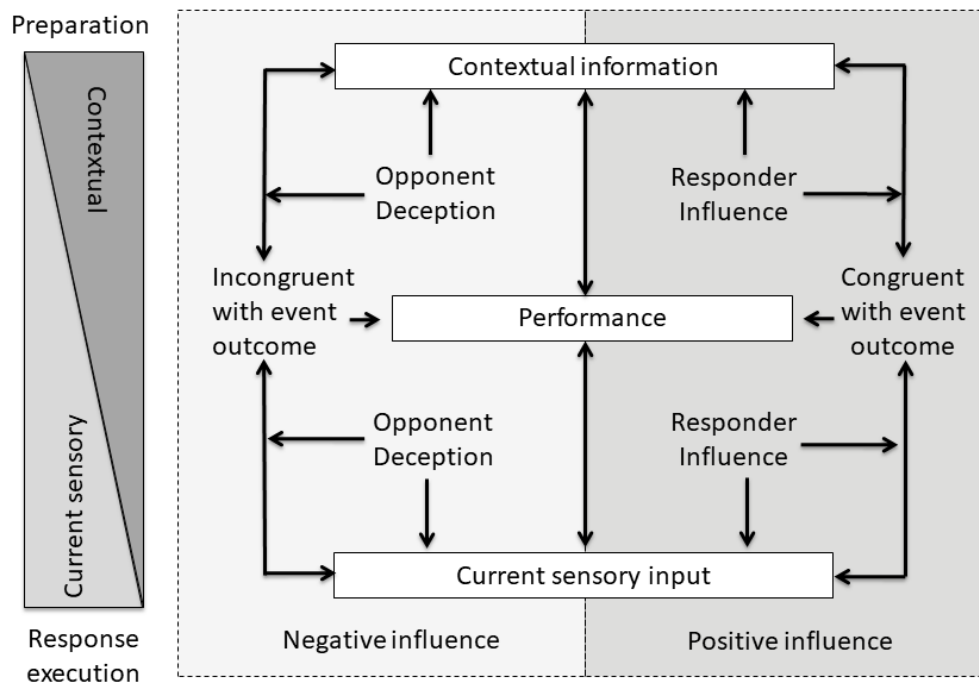 Preparation
Contextual
Current sensory
Response
execution
Contextual information
Opponent
Deception
Responder
Influence
Incongruent
with event
outcome
Performance
Congruent
with event
outcome
Opponent
Deception
Responder
Influence
Current sensory input
Negative influence
Positive influence